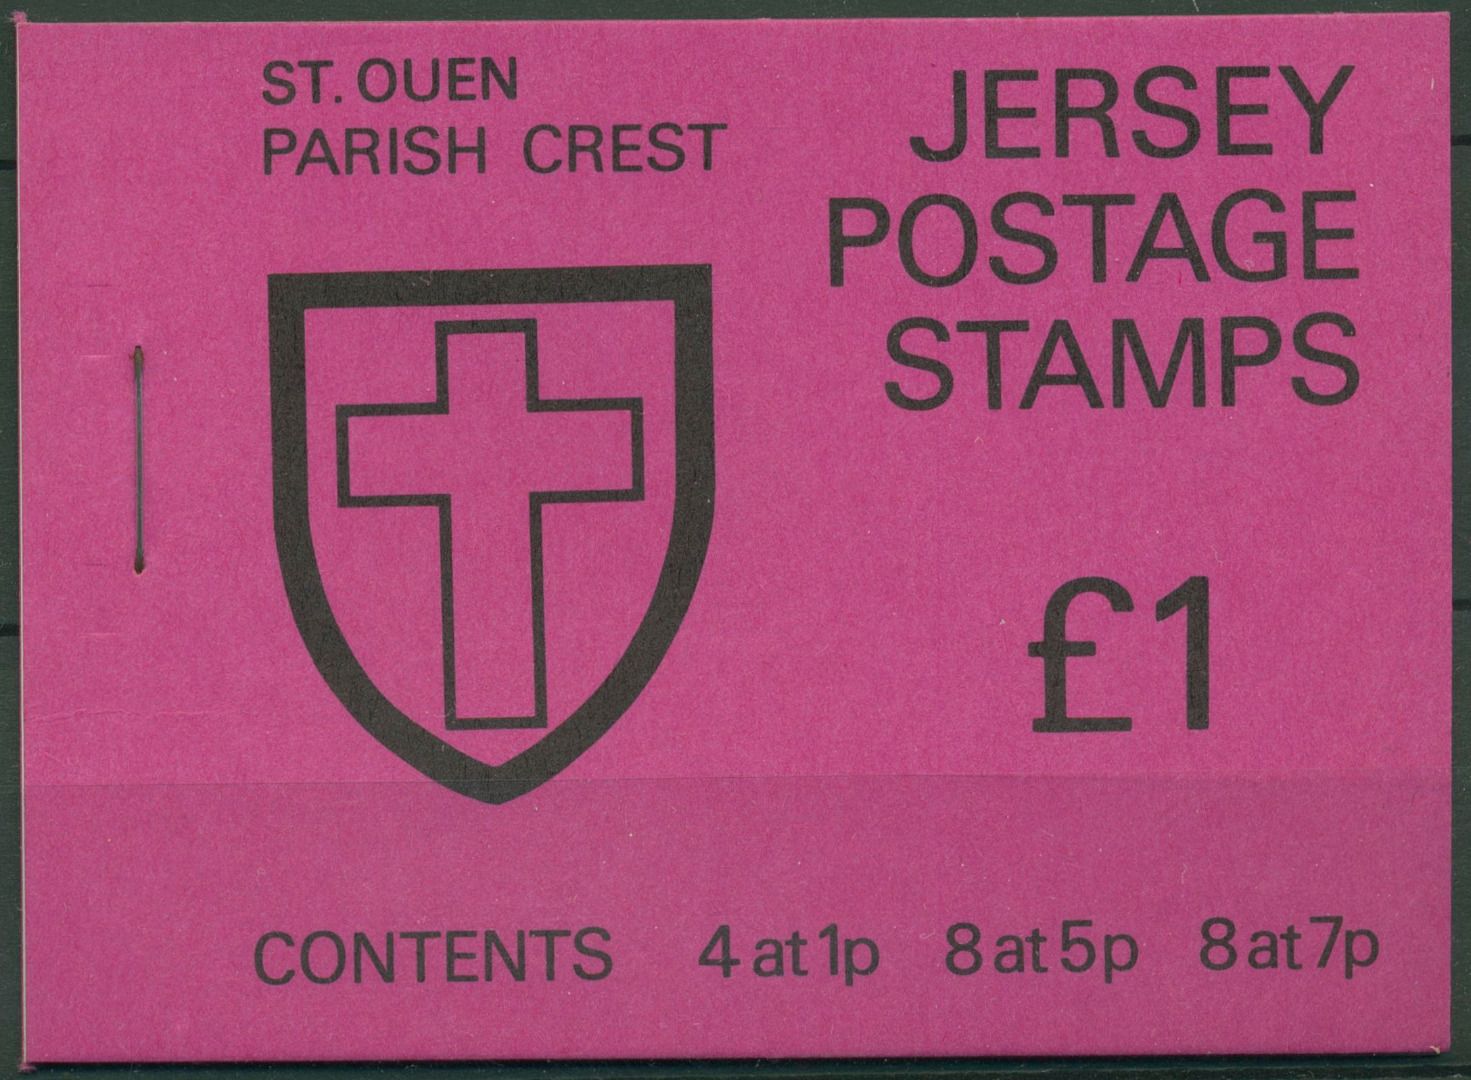 ST. OUEN
PARISH CREST
JERSEY
POSTAGE
STAMPS
£1
CONTENTS 4 at 1p 8 at 5p 8 at 7p